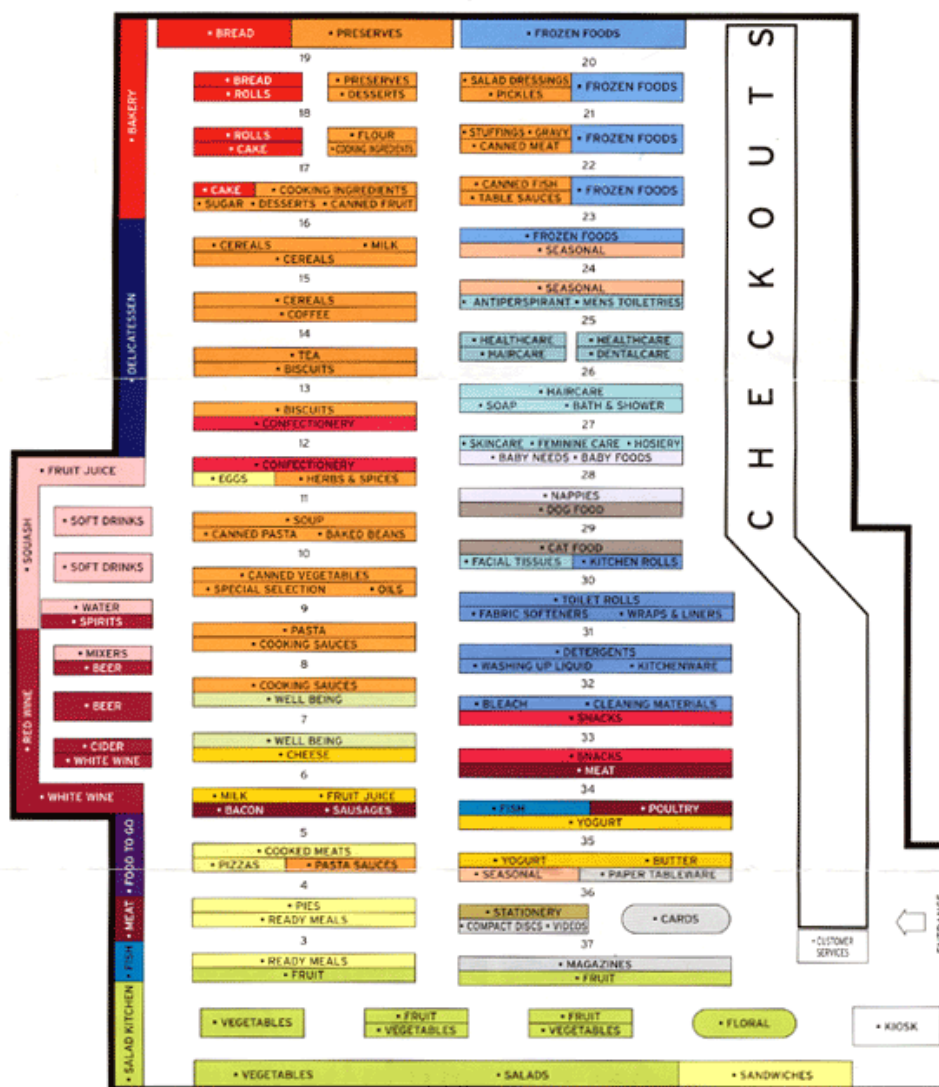 • BREAD
• PRESERVES
• FROZEN FOODS
19
20
• BREAD
• ROLLS
• PRESERVES
• DESSERTS
• SALAD DRESSINGS
• PICKLES
• FROZEN FOODS
18
21
• ROLLS
• CAKE
• FLOUR
• COOKING INGREDIENTS
• STUFFINGS • GRAVY
• CANNED MEAT
• FROZEN FOODS
17
22
• CAKE • COOKING INGREDIENTS
• SUGAR • DESSERTS • CANNED FRUIT
• CANNED FISH
• TABLE SAUCES
• FROZEN FOODS
16
23
• CEREALS • MILK
• CEREALS
• FROZEN FOODS
• SEASONAL
15
24
• CEREALS
• COFFEE
• SEASONAL
• ANTIPERSPIRANT • MENS TOILETRIES
14
25
• TEA
• BISCUITS
• HEALTHCARE
• HAIRCARE
• HEALTHCARE
• DENTALCARE
13
26
• BISCUITS
• CONFECTIONERY
• HAIRCARE
• SOAP • BATH & SHOWER
12
27
• CONFECTIONERY
• EGGS • HERBS & SPICES
• SKINCARE • FEMININE CARE • HOSIERY
• BABY NEEDS • BABY FOODS
11
28
• SOUP
• CANNED PASTA • BAKED BEANS
• NAPPIES
• DOG FOOD
10
29
• CANNED VEGETABLES
• SPECIAL SELECTION • OILS
• CAT FOOD
• FACIAL TISSUES • KITCHEN ROLLS
9
30
• PASTA
• COOKING SAUCES
• TOILET ROLLS
• FABRIC SOFTENERS • WRAPS & LINERS
8
31
• COOKING SAUCES
• WELL BEING
• DETERGENTS
• WASHING UP LIQUID • KITCHENWARE
7
32
• WELL BEING
• CHEESE
• BLEACH • CLEANING MATERIALS
• SNACKS
6
33
• MILK • FRUIT JUICE
• BACON • SAUSAGES
• SNACKS
• MEAT
5
34
• COOKED MEATS
• PIZZAS • PASTA SAUCES
• FISH • POULTRY
• YOGURT
4
35
• PIES
• READY MEALS
• YOGURT • BUTTER
• SEASONAL • PAPER TABLEWARE
3
36
• READY MEALS
• FRUIT
• STATIONERY
• COMPACT DISCS • VIDEOS
• CARDS
37
• MAGAZINES
• FRUIT
• VEGETABLES
• FRUIT
• VEGETABLES
• FRUIT
• VEGETABLES
• FLORAL
• KIOSK
• VEGETABLES
• SALADS
• SANDWICHES
• BAKERY
• DELICATESSEN
• FRUIT JUICE
• SQUASH
• SOFT DRINKS
• SOFT DRINKS
• WATER
• SPIRITS
• MIXERS
• BEER
• BEER
• CIDER
• WHITE WINE
• RED WINE
• WHITE WINE
• FOOD TO GO
• MEAT
• FISH
• SALAD KITCHEN
CHECKOUTS
• CUSTOMER
SERVICES